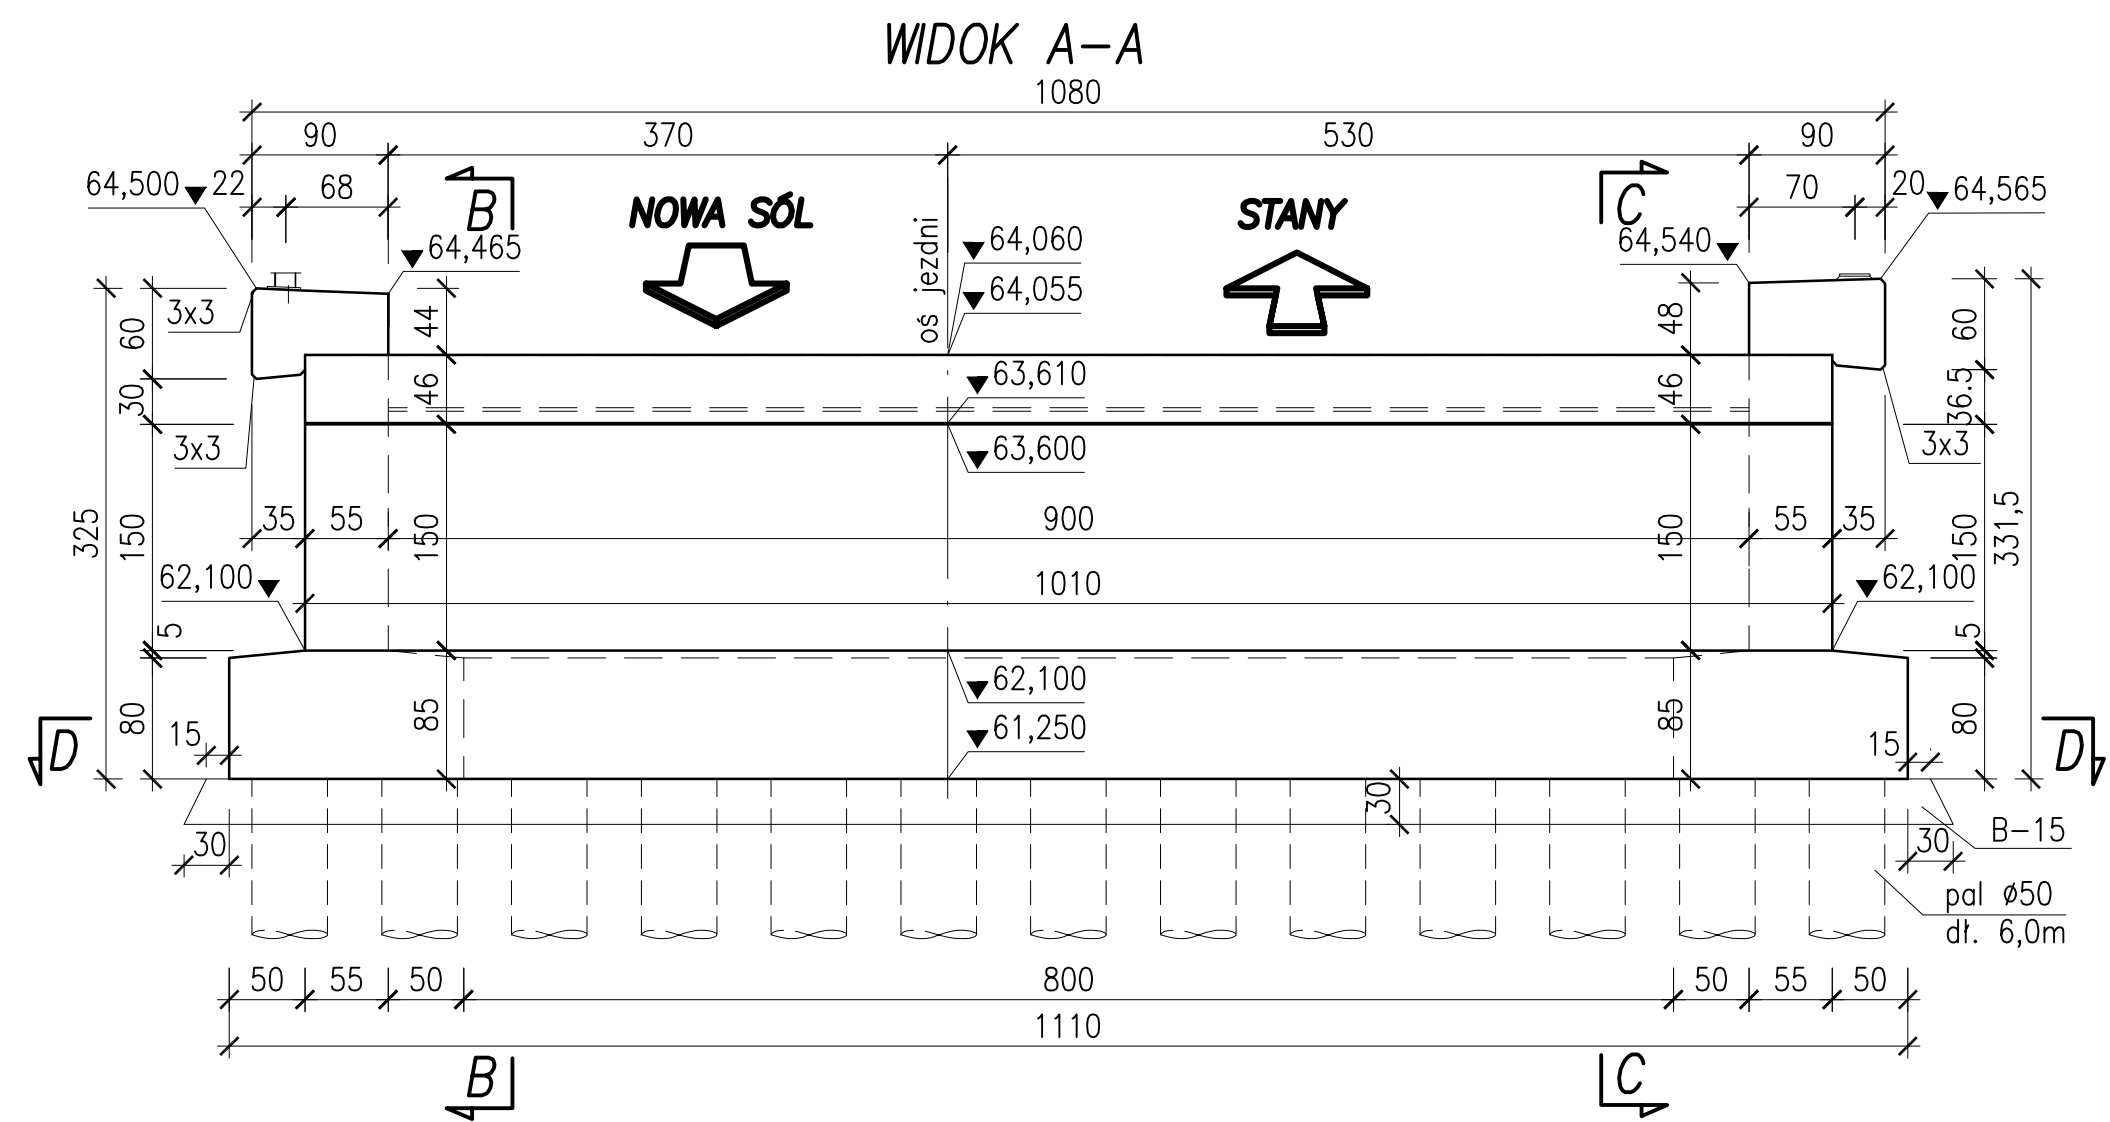 WIDOK A-A
1080
90 370 530 90
64,500 22 68 B NOWA SÓL STANY C 70 20 64,565
64,465 oś jezdni 64,060 64,540
64,055
3x3 60 44 48 60
63,610
30 46 46 36.5
3x3 63,600 3x3
325 150 35 55 150 900 150 55 35 150 331,5
62,100 1010 62,100
5 5
62,100
80 85 85 80
D 15 61,250 15 D
30
30 30 B-15
pal ø50
dł. 6,0m
50 55 50 800 50 55 50
1110
B C